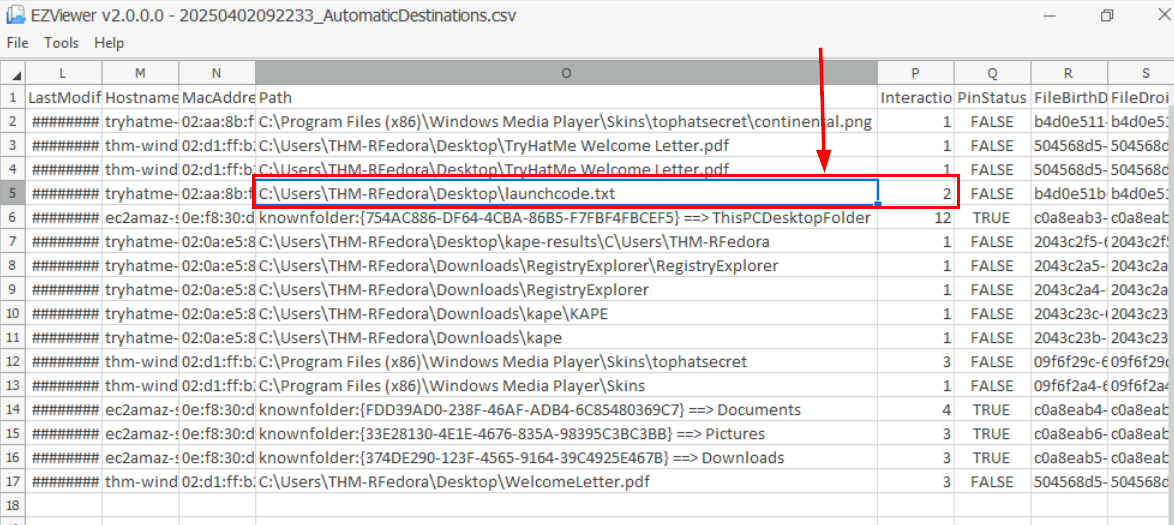 EZViewer v2.0.0.0 - 20250402092233_AutomaticDestinations.csv
File Tools Help
L M N O P Q R S
1 LastModif Hostname MacAddre Path Interactio PinStatus FileBirthD FileDroi
2 ######## tryhatme- 02:aa:8b:f C:\Program Files (x86)\Windows Media Player\Skins\tophatsecret\continental.png 1 FALSE b4d0e511- b4d0e51
3 ######## thm-wind 02:d1:ff:b C:\Users\THM-RFedora\Desktop\TryHatMe Welcome Letter.pdf 1 FALSE 504568d5- 504568d
4 ######## thm-wind 02:d1:ff:b C:\Users\THM-RFedora\Desktop\TryHatMe Welcome Letter.pdf 1 FALSE 504568d5- 504568d
5 ######## tryhatme- 02:aa:8b:f C:\Users\THM-RFedora\Desktop\launchcode.txt 2 FALSE b4d0e51b- b4d0e51
6 ######## ec2amaz-s 0e:f8:30:d knownfolder:{754AC886-DF64-4CBA-86B5-F7FBF4FBCEF5} ==> ThisPCDesktopFolder 12 TRUE c0a8eab3- c0a8eab
7 ######## tryhatme- 02:0a:e5:8 C:\Users\THM-RFedora\Desktop\kape-results\C\Users\THM-RFedora 1 FALSE 2043c2f5-6 2043c2f5
8 ######## tryhatme- 02:0a:e5:8 C:\Users\THM-RFedora\Downloads\RegistryExplorer\RegistryExplorer 1 FALSE 2043c2a5- 2043c2a
9 ######## tryhatme- 02:0a:e5:8 C:\Users\THM-RFedora\Downloads\RegistryExplorer 1 FALSE 2043c2a4- 2043c2a
10 ######## tryhatme- 02:0a:e5:8 C:\Users\THM-RFedora\Downloads\kape\KAPE 1 FALSE 2043c23c- 2043c23
11 ######## tryhatme- 02:0a:e5:8 C:\Users\THM-RFedora\Downloads\kape 1 FALSE 2043c23b- 2043c23
12 ######## thm-wind 02:d1:ff:b C:\Program Files (x86)\Windows Media Player\Skins\tophatsecret 3 FALSE 09f6f29c-6 09f6f29
13 ######## thm-wind 02:d1:ff:b C:\Program Files (x86)\Windows Media Player\Skins 1 FALSE 09f6f2a4-6 09f6f2a4
14 ######## ec2amaz-s 0e:f8:30:d knownfolder:{FDD39AD0-238F-46AF-ADB4-6C85480369C7} ==> Documents 4 TRUE c0a8eab4- c0a8eab
15 ######## ec2amaz-s 0e:f8:30:d knownfolder:{33E28130-4E1E-4676-835A-98395C3BC3BB} ==> Pictures 3 TRUE c0a8eab6- c0a8eab
16 ######## ec2amaz-s 0e:f8:30:d knownfolder:{374DE290-123F-4565-9164-39C4925E467B} ==> Downloads 3 TRUE c0a8eab5- c0a8eab
17 ######## thm-wind 02:d1:ff:b C:\Users\THM-RFedora\Desktop\WelcomeLetter.pdf 3 FALSE 504568d5- 504568d
18